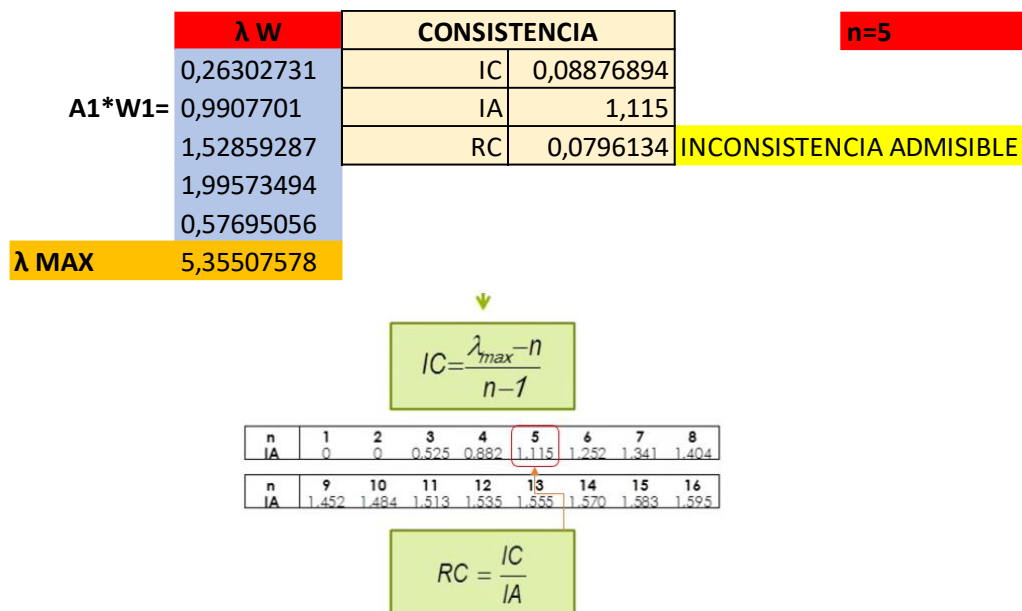 λ W CONSISTENCIA n=5
0,26302731 IC 0,08876894
A1*W1= 0,9907701 IA 1,115
1,52859287 RC 0,0796134 INCONSISTENCIA ADMISIBLE
1,99573494
0,57695056
λ MAX 5,35507578
IC=λmax−n/n−1
n 1 2 3 4 5 6 7 8
IA 0 0 0.525 0.882 1.115 1.252 1.341 1.404
n 9 10 11 12 13 14 15 16
IA 1.452 1.484 1.513 1.535 1.555 1.570 1.583 1.595
RC = IC/IA